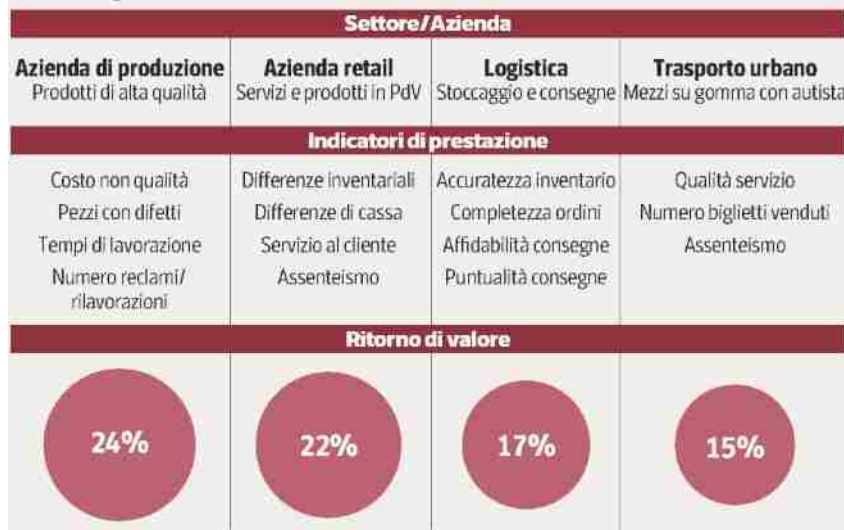 Settore/Azienda
Azienda di produzione
Prodotti di alta qualità
Azienda retail
Servizi e prodotti in PdV
Logistica
Stoccaggio e consegne
Trasporto urbano
Mezzi su gomma con autista
Indicatori di prestazione
Costo non qualità
Pezzi con difetti
Tempi di lavorazione
Numero reclami/
rilavorazioni
Differenze inventariali
Differenze di cassa
Servizio al cliente
Assenteismo
Accuratezza inventario
Completezza ordini
Affidabilità consegne
Puntualità consegne
Qualità servizio
Numero biglietti venduti
Assenteismo
Ritorno di valore
24%
22%
17%
15%